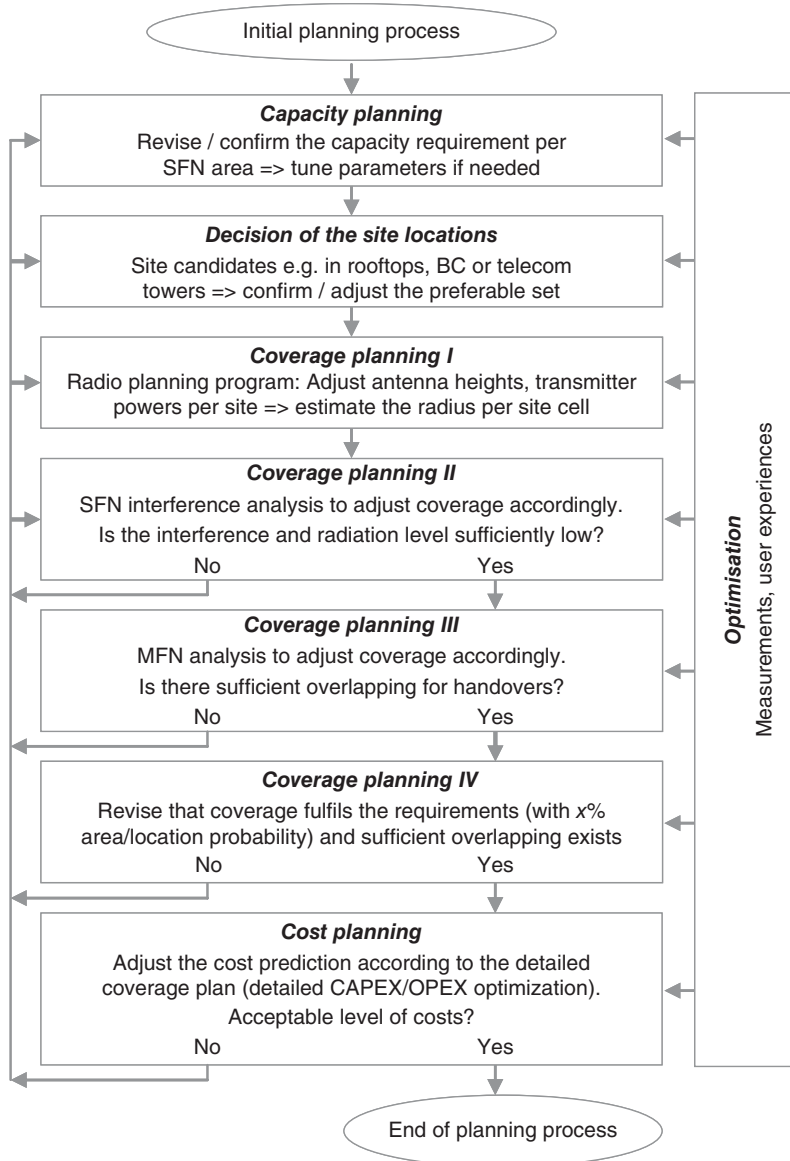 Initial planning process
Capacity planning
Revise / confirm the capacity requirement per
SFN area => tune parameters if needed
Decision of the site locations
Site candidates e.g. in rooftops, BC or telecom
towers => confirm / adjust the preferable set
Coverage planning I
Radio planning program: Adjust antenna heights, transmitter
powers per site => estimate the radius per site cell
Coverage planning II
SFN interference analysis to adjust coverage accordingly.
Is the interference and radiation level sufficiently low?
No Yes
Coverage planning III
MFN analysis to adjust coverage accordingly.
Is there sufficient overlapping for handovers?
No Yes
Coverage planning IV
Revise that coverage fulfils the requirements (with x%
area/location probability) and sufficient overlapping exists
No Yes
Cost planning
Adjust the cost prediction according to the detailed
coverage plan (detailed CAPEX/OPEX optimization).
Acceptable level of costs?
No Yes
End of planning process
Optimisation
Measurements, user experiences